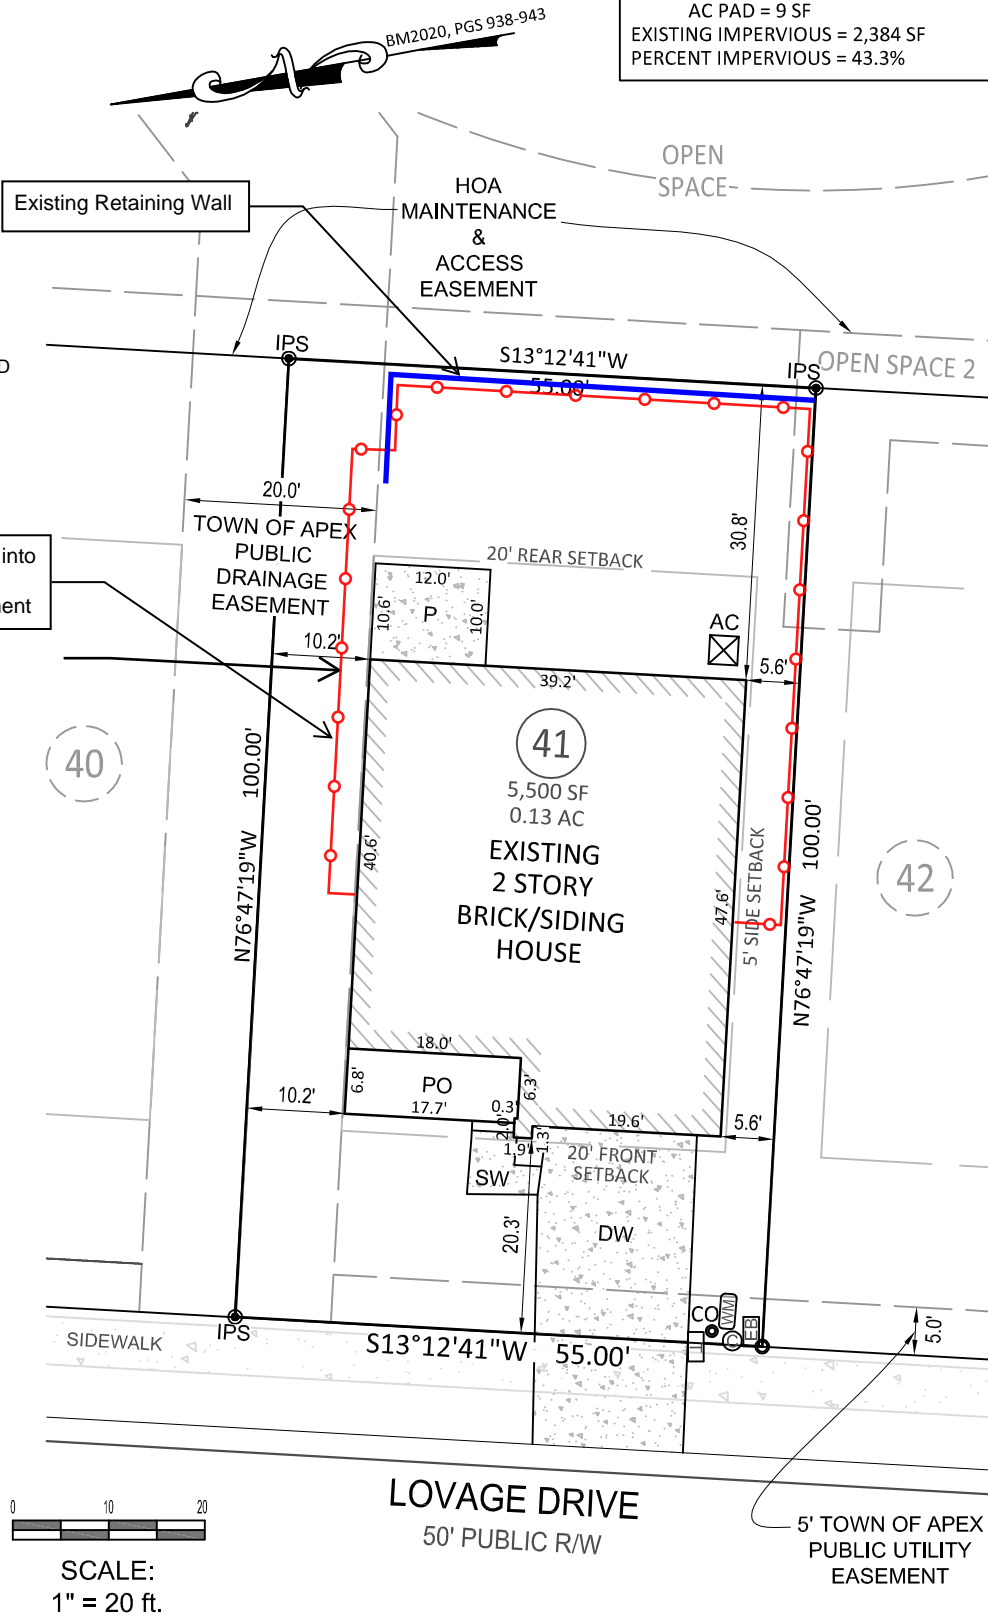 AC PAD = 9 SF
EXISTING IMPERVIOUS = 2,384 SF
PERCENT IMPERVIOUS = 43.3%
BM2020, PGS 938-943
OPEN
SPACE
Existing Retaining Wall
HOA
MAINTENANCE
&
ACCESS
EASEMENT
IPS
S13°12'41"W
55.00'
IPS
OPEN SPACE 2
D
20.0'
TOWN OF APEX
PUBLIC
DRAINAGE
EASEMENT
30.8'
20' REAR SETBACK
into
nent
12.0'
10.6'
P
10.0'
AC
10.2'
5.6'
39.2'
40
41
5,500 SF
0.13 AC
EXISTING
2 STORY
BRICK/SIDING
HOUSE
42
N76°47'19"W 100.00'
40.6'
47.6'
5' SIDE SETBACK
N76°47'19"W 100.00'
18.0'
6.8'
PO
6.3'
17.7'
0.3'
10.2'
2.0'
1.9'
1.3'
19.6'
5.6'
20' FRONT
SETBACK
SW
20.3'
DW
CO
WM
EB
C
T
5.0'
SIDEWALK
IPS
S13°12'41"W 55.00'
LOVAGE DRIVE
50' PUBLIC R/W
0 10 20
SCALE:
1" = 20 ft.
5' TOWN OF APEX
PUBLIC UTILITY
EASEMENT